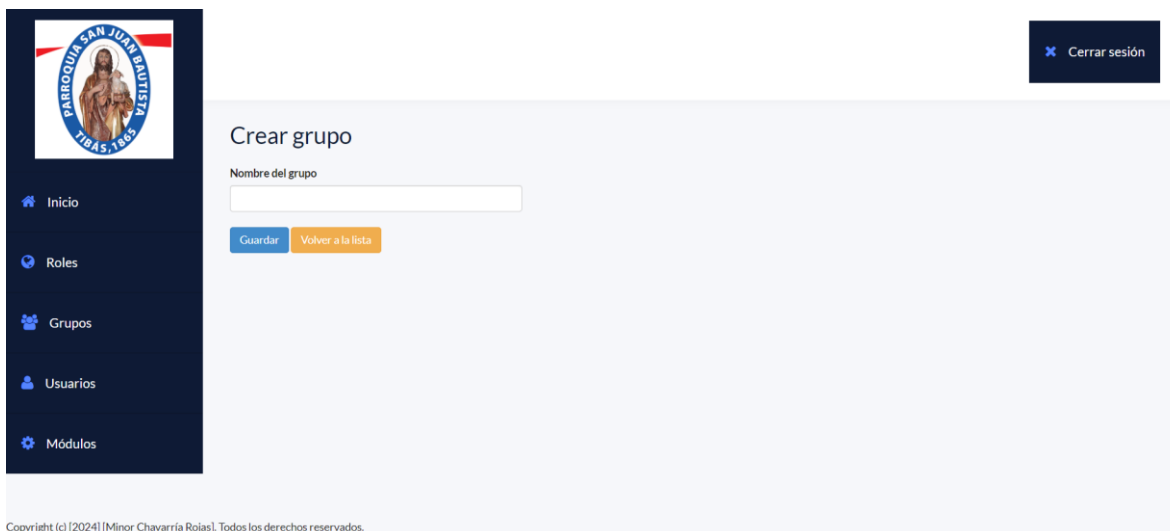 PARROQUIA SAN JUAN BAUTISTA
TIBÁS, 1865
Cerrar sesión
Inicio
Roles
Grupos
Usuarios
Módulos
Crear grupo
Nombre del grupo
Guardar
Volver a la lista
Copyright (c) [2024] [Minor Chavarría Rojas]. Todos los derechos reservados.